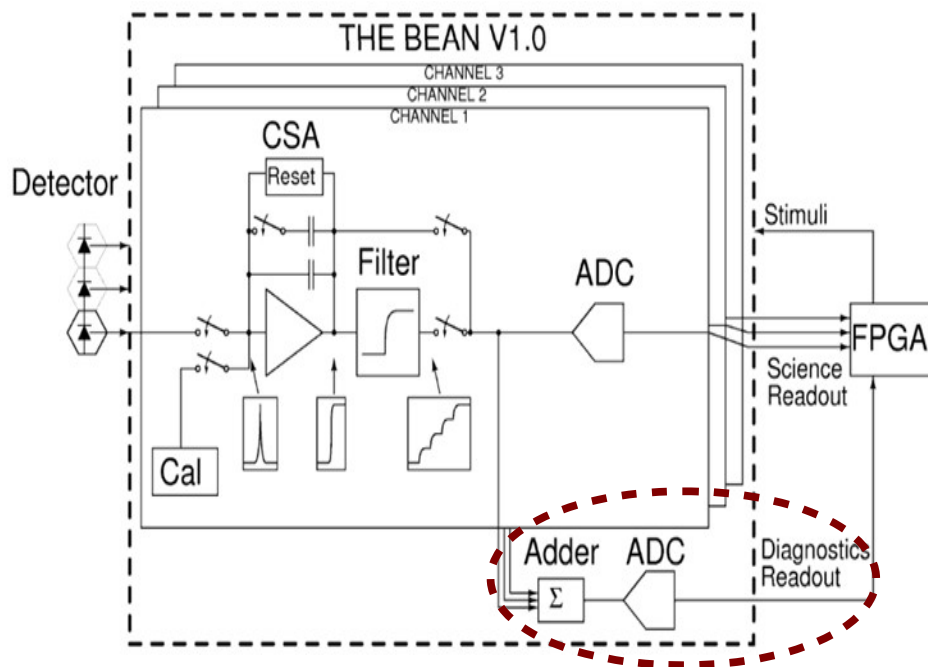 THE BEAN V1.0
CHANNEL 3
CHANNEL 2
CHANNEL 1
CSA
Reset
Detector
Stimuli
Filter
ADC
FPGA
Science
Readout
Cal
Adder
ADC
Diagnostics
Readout
Σ